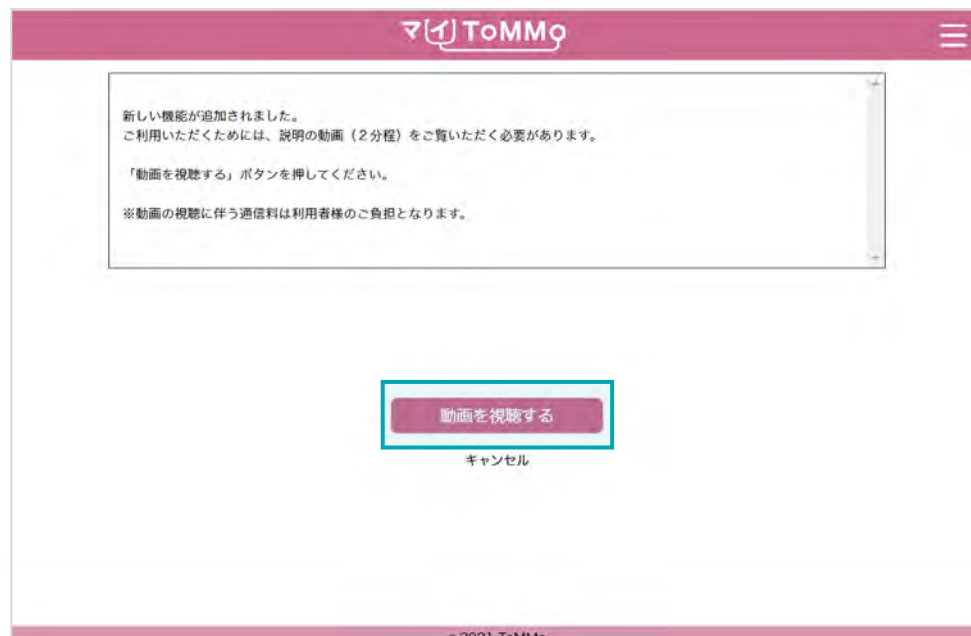 マイ ToMMo
新しい機能が追加されました。
ご利用いただくためには、説明の動画（2分程）をご覧いただく必要があります。
「動画を視聴する」ボタンを押してください。
※動画の視聴に伴う通信料は利用者様のご負担となります。
動画を視聴する
キャンセル
© 2021 ToMMo